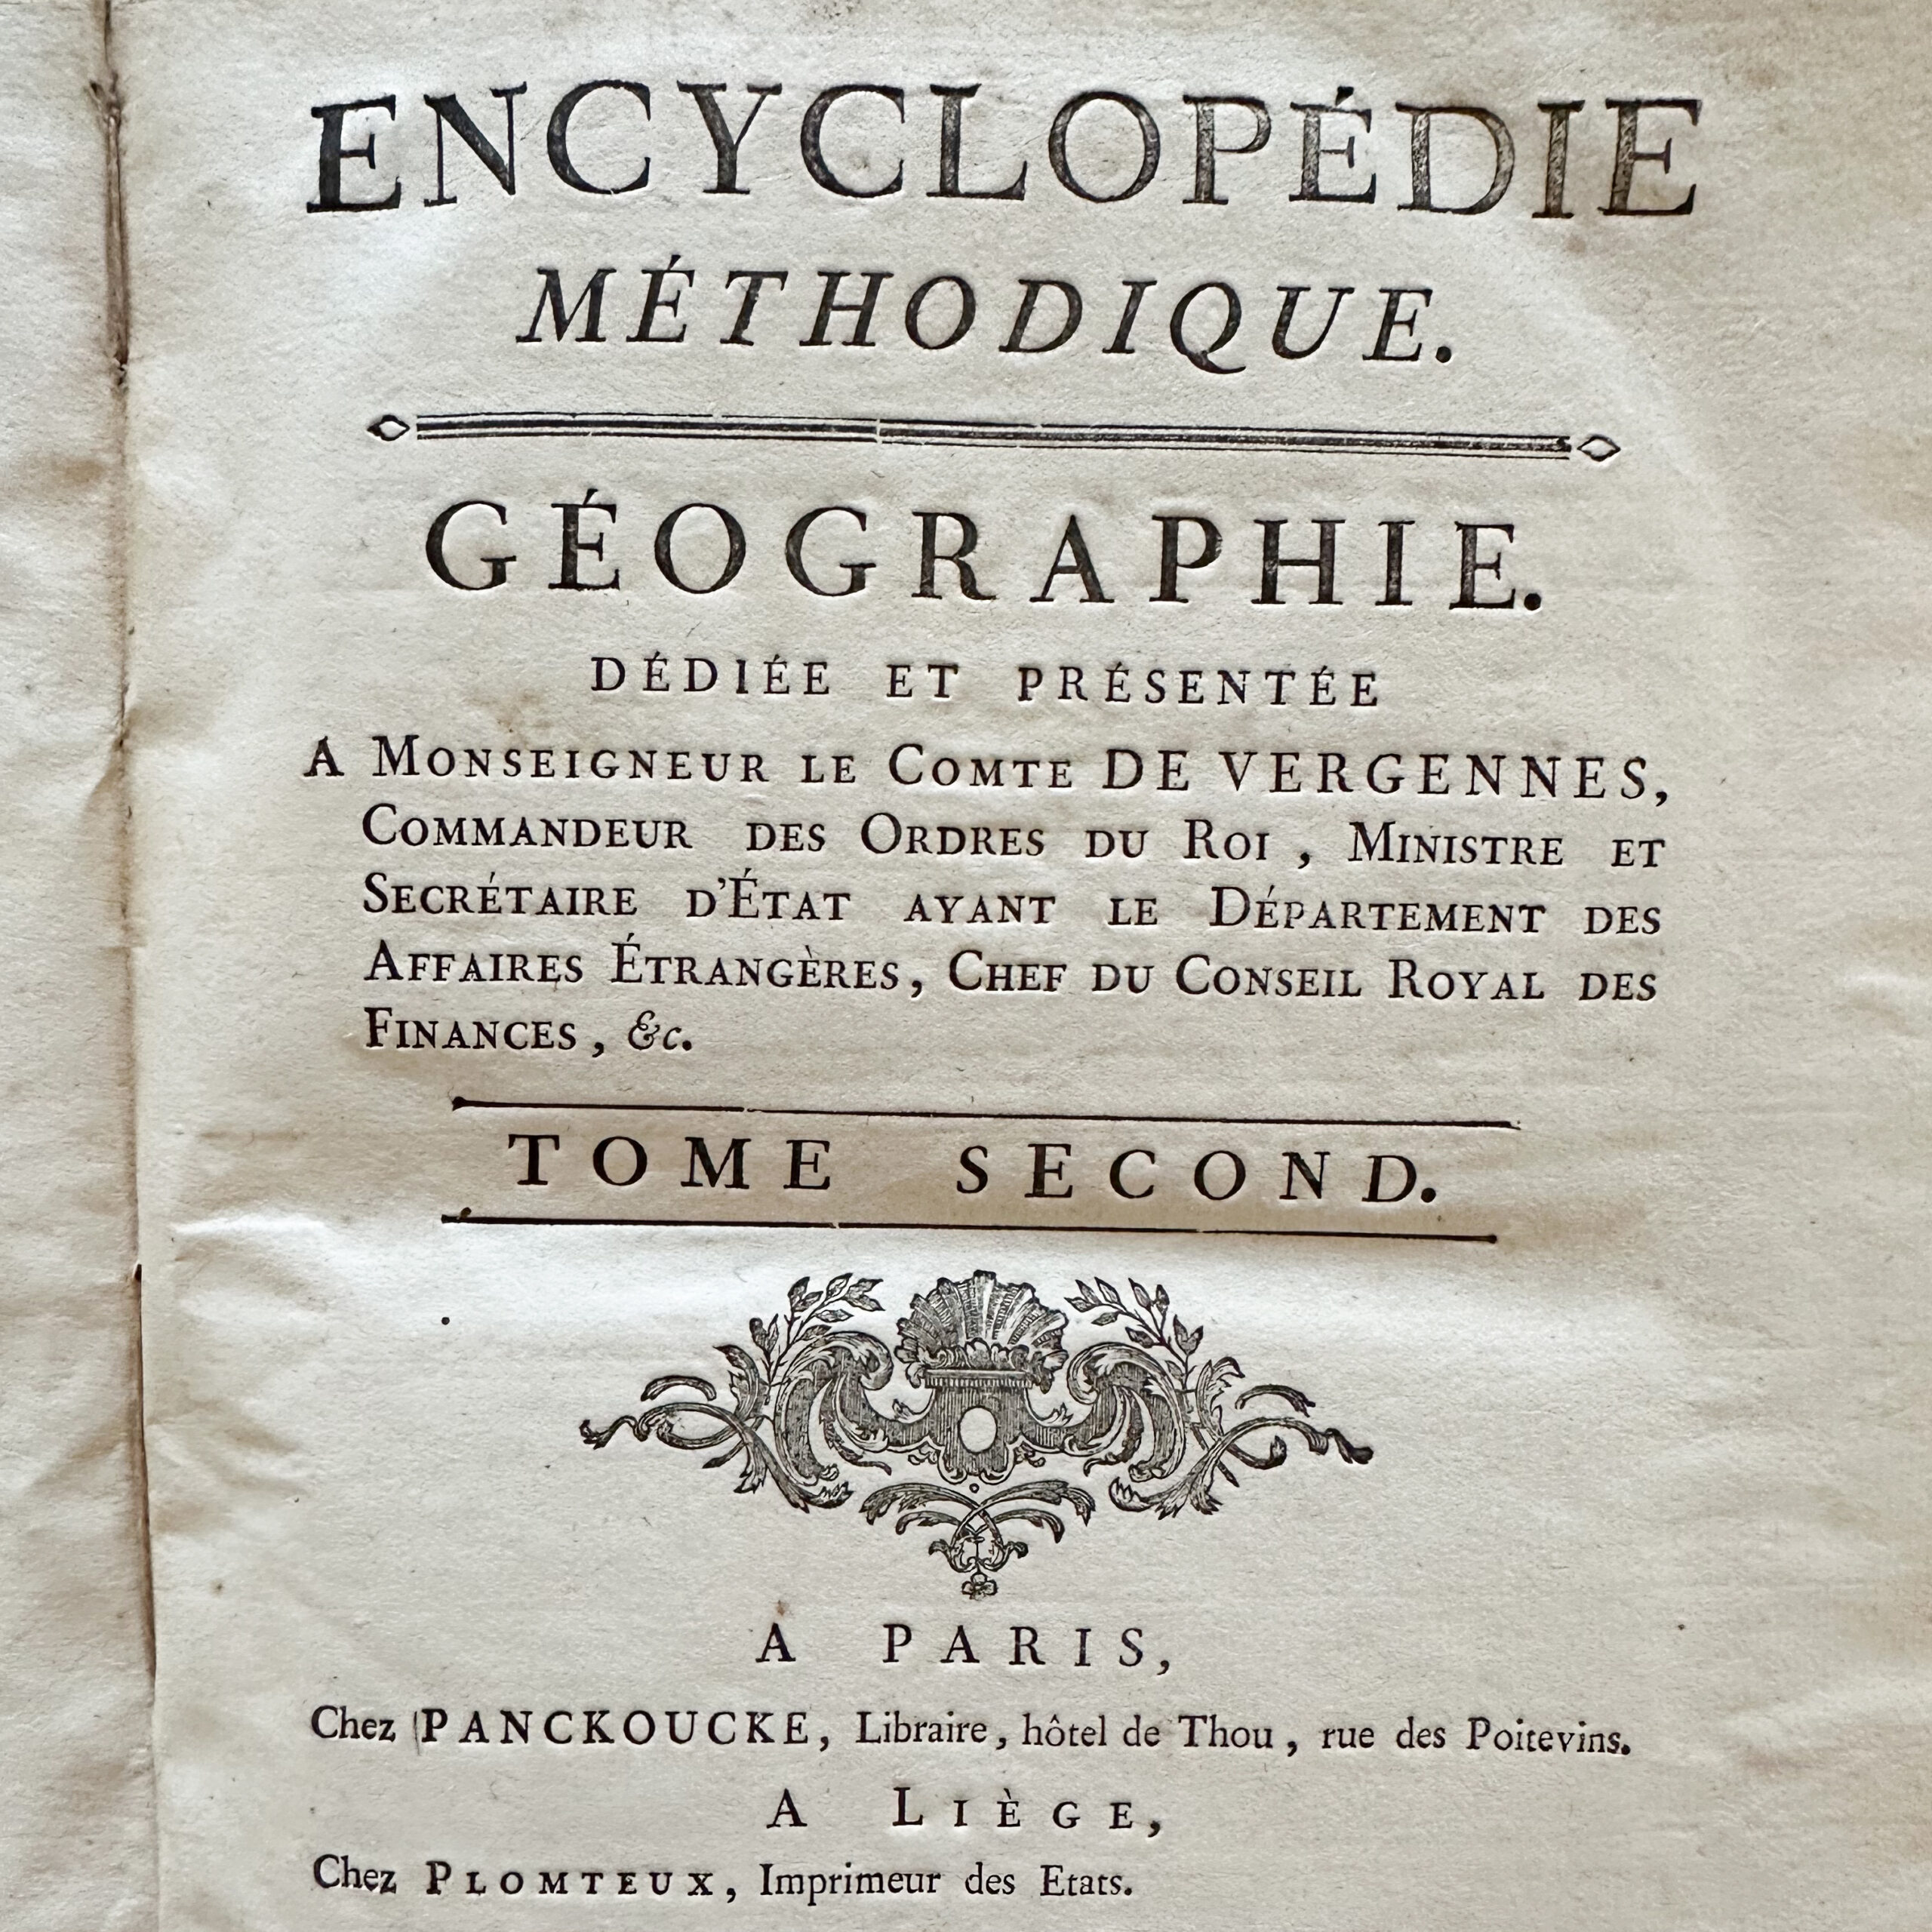 ENCYCLOPÉDIE
MÉTHODIQUE.
GÉOGRAPHIE.
DÉDIÉE ET PRÉSENTÉE
A MONSEIGNEUR LE COMTE DE VERGENNES,
COMMANDEUR DES ORDRES DU ROI , MINISTRE ET
SECRÉTAIRE D'ÉTAT AYANT LE DÉPARTEMENT DES
AFFAIRES ÉTRANGÈRES, CHEF DU CONSEIL ROYAL DES
FINANCES , &c.
TOME SECOND.
A PARIS,
Chez PANCKOUCKE, Libraire, hôtel de Thou, rue des Poitevins.
A LIÈGE,
Chez PLOMTEUX, Imprimeur des Etats.